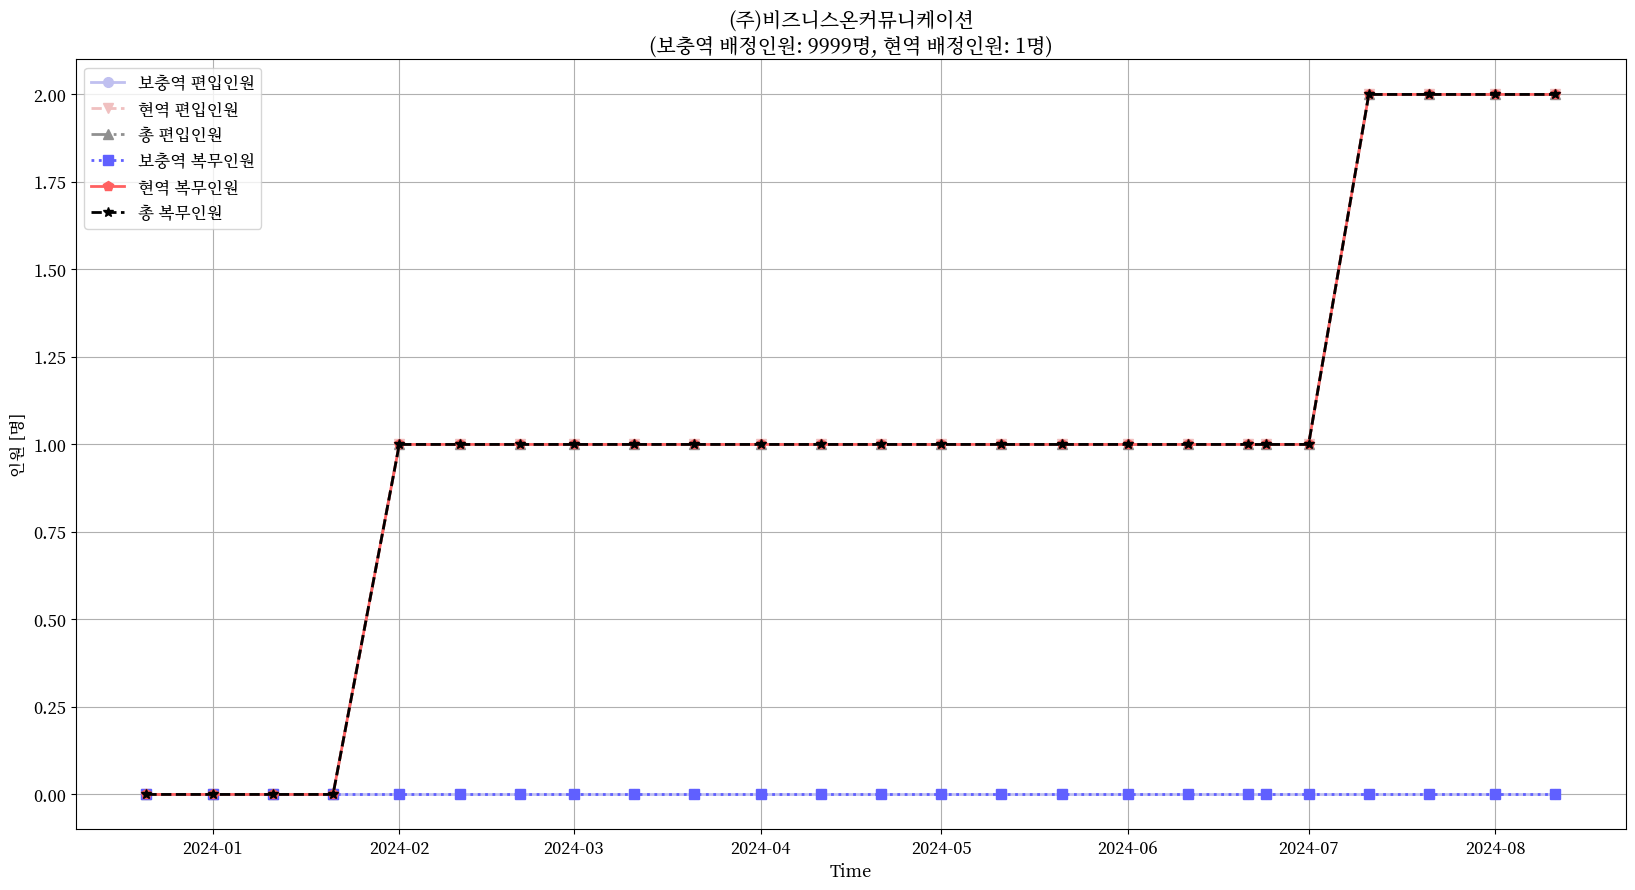 (주)비즈니스온커뮤니케이션
(보충역 배정인원: 9999명, 현역 배정인원: 1명)
보충역 편입인원
현역 편입인원
총 편입인원
보충역 복무인원
현역 복무인원
총 복무인원
2.00
1.75
1.50
1.25
1.00
0.75
0.50
0.25
0.00
인원 [명]
2024-01 2024-02 2024-03 2024-04 2024-05 2024-06 2024-07 2024-08
Time